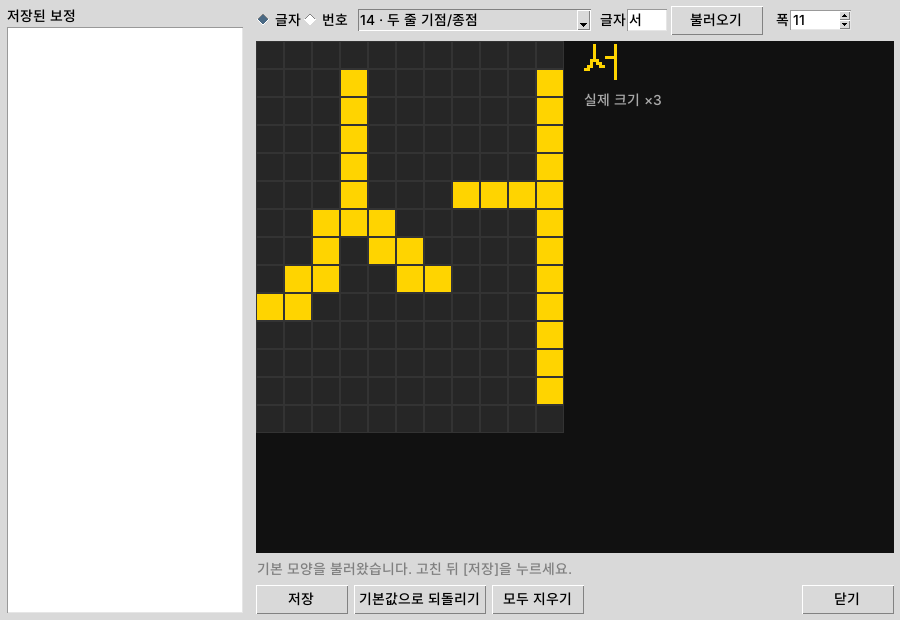 저장된 보정
글자 번호 14 · 두 줄 기점/종점 글자 서 불러오기 폭 11
서
실제 크기 ×3
기본 모양을 불러왔습니다. 고친 뒤 [저장]을 누르세요.
저장 기본값으로 되돌리기 모두 지우기 닫기